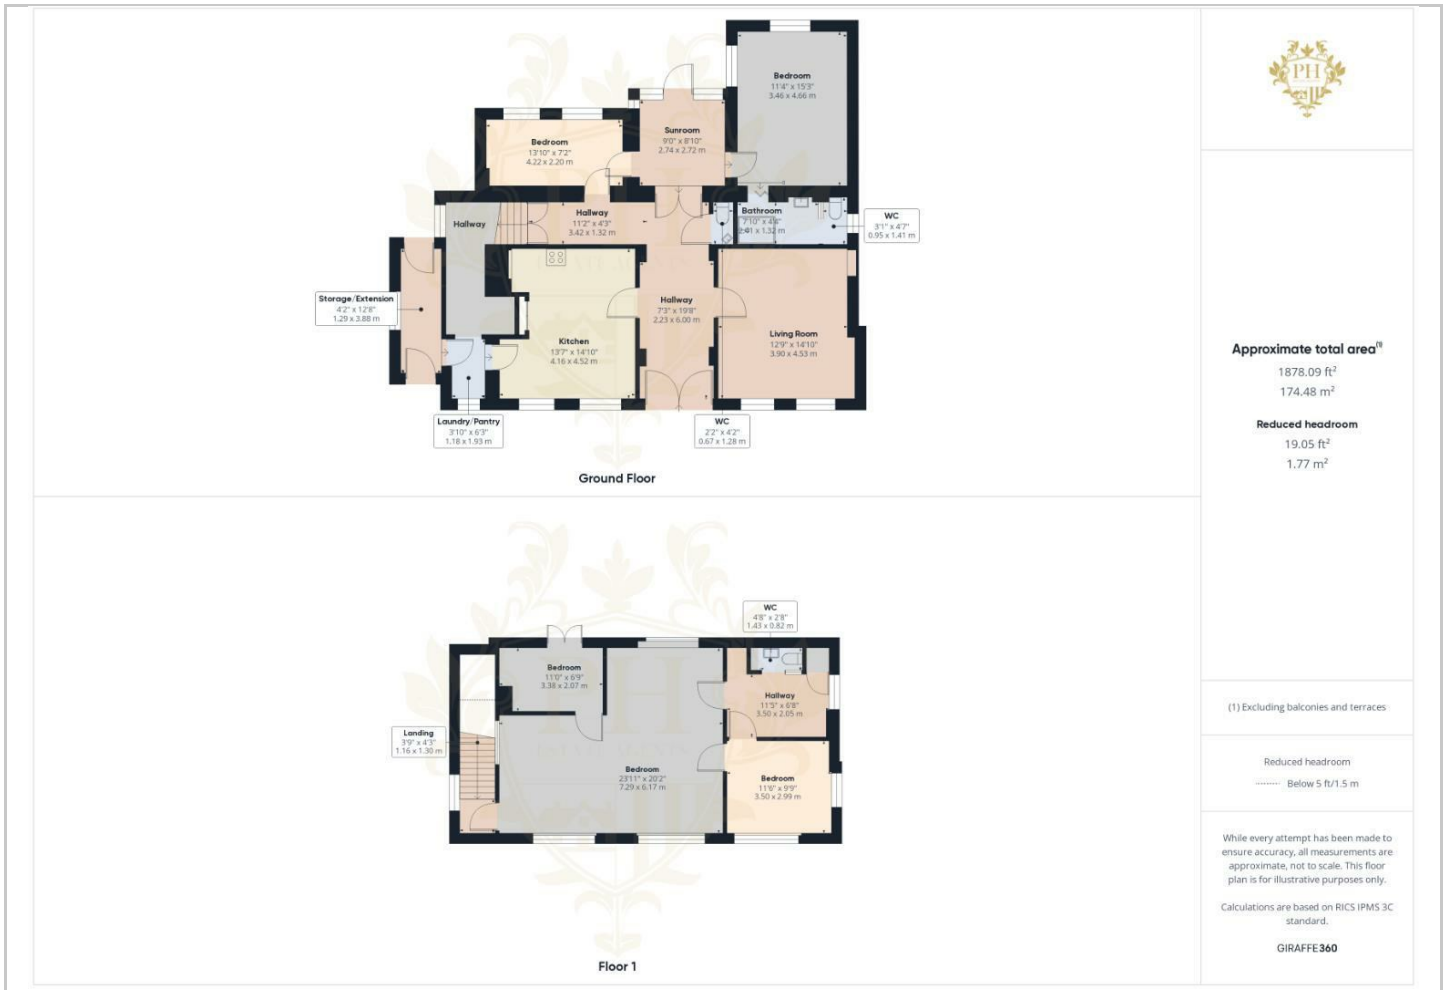 Bedroom
11'4" x 15'3"
3.46 x 4.66 m
Sunroom
9'0" x 8'10"
2.74 x 2.72 m
Bedroom
13'10" x 7'2"
4.22 x 2.20 m
Hallway
Hallway
11'2" x 4'3"
3.42 x 1.32 m
Bathroom
7'10" x 4'4"
2.41 x 1.32 m
WC
3'1" x 4'7"
0.95 x 1.41 m
Storage/Extension
4'2" x 12'8"
1.29 x 3.88 m
Kitchen
13'7" x 14'10"
4.16 x 4.52 m
Hallway
7'3" x 19'8"
2.23 x 6.00 m
Living Room
12'9" x 14'10"
3.90 x 4.53 m
Laundry/Pantry
3'10" x 6'3"
1.18 x 1.93 m
WC
2'2" x 4'2"
0.67 x 1.28 m
Ground Floor
WC
4'8" x 2'8"
1.43 x 0.82 m
Bedroom
11'0" x 6'9"
3.38 x 2.07 m
Hallway
11'5" x 6'8"
3.50 x 2.05 m
Landing
3'9" x 4'3"
1.16 x 1.30 m
Bedroom
23'11" x 20'2"
7.29 x 6.17 m
Bedroom
11'6" x 9'9"
3.50 x 2.99 m
Floor 1
PH
Approximate total area⁽¹⁾
1878.09 ft²
174.48 m²
Reduced headroom
19.05 ft²
1.77 m²
(1) Excluding balconies and terraces
Reduced headroom
Below 5 ft/1.5 m
While every attempt has been made to
ensure accuracy, all measurements are
approximate, not to scale. This floor
plan is for illustrative purposes only.
Calculations are based on RICS IPMS 3C
standard.
GIRAFFE360